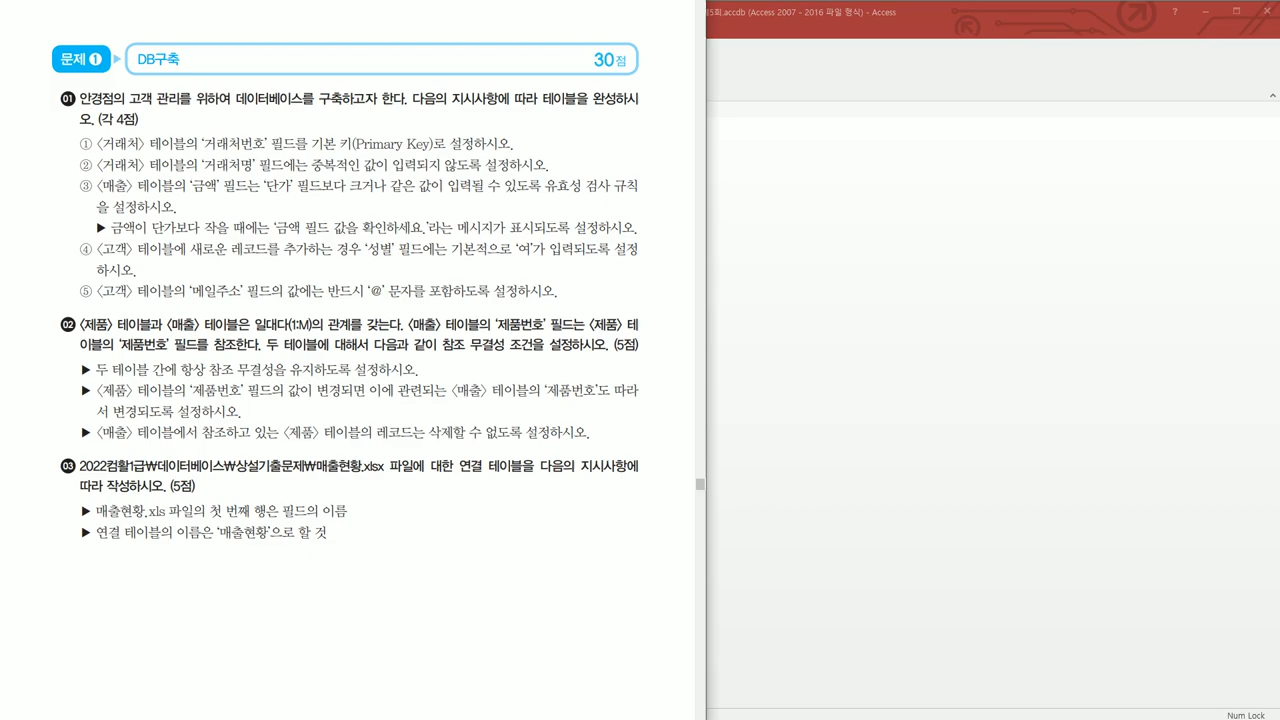 문제 ❶ ▶ DB구축 30점
01 안경점의 고객 관리를 위하여 데이터베이스를 구축하고자 한다. 다음의 지시사항에 따라 테이블을 완성하시
오. (각 4점)
① 〈거래처〉 테이블의 ‘거래처번호’ 필드를 기본 키(Primary Key)로 설정하시오.
② 〈거래처〉 테이블의 ‘거래처명’ 필드에는 중복적인 값이 입력되지 않도록 설정하시오.
③ 〈매출〉 테이블의 ‘금액’ 필드는 ‘단가’ 필드보다 크거나 같은 값이 입력될 수 있도록 유효성 검사 규칙
을 설정하시오.
▶ 금액이 단가보다 작을 때에는 ‘금액 필드 값을 확인하세요.’라는 메시지가 표시되도록 설정하시오.
④ 〈고객〉 테이블에 새로운 레코드를 추가하는 경우 ‘성별’ 필드에는 기본적으로 ‘여’가 입력되도록 설정
하시오.
⑤ 〈고객〉 테이블의 ‘메일주소’ 필드의 값에는 반드시 ‘@’ 문자를 포함하도록 설정하시오.
02 〈제품〉 테이블과 〈매출〉 테이블은 일대다(1:M)의 관계를 갖는다. 〈매출〉 테이블의 ‘제품번호’ 필드는 〈제품〉 테
이블의 ‘제품번호’ 필드를 참조한다. 두 테이블에 대해서 다음과 같이 참조 무결성 조건을 설정하시오. (5점)
▶ 두 테이블 간에 항상 참조 무결성을 유지하도록 설정하시오.
▶ 〈제품〉 테이블의 ‘제품번호’ 필드의 값이 변경되면 이에 관련되는 〈매출〉 테이블의 ‘제품번호’도 따라
서 변경되도록 설정하시오.
▶ 〈매출〉 테이블에서 참조하고 있는 〈제품〉 테이블의 레코드는 삭제할 수 없도록 설정하시오.
03 2022컴활1급₩데이터베이스₩상설기출문제₩매출현황.xlsx 파일에 대한 연결 테이블을 다음의 지시사항에
따라 작성하시오. (5점)
▶ 매출현황.xls 파일의 첫 번째 행은 필드의 이름
▶ 연결 테이블의 이름은 ‘매출현황’으로 할 것
5회.accdb (Access 2007 - 2016 파일 형식) - Access
Num Lock